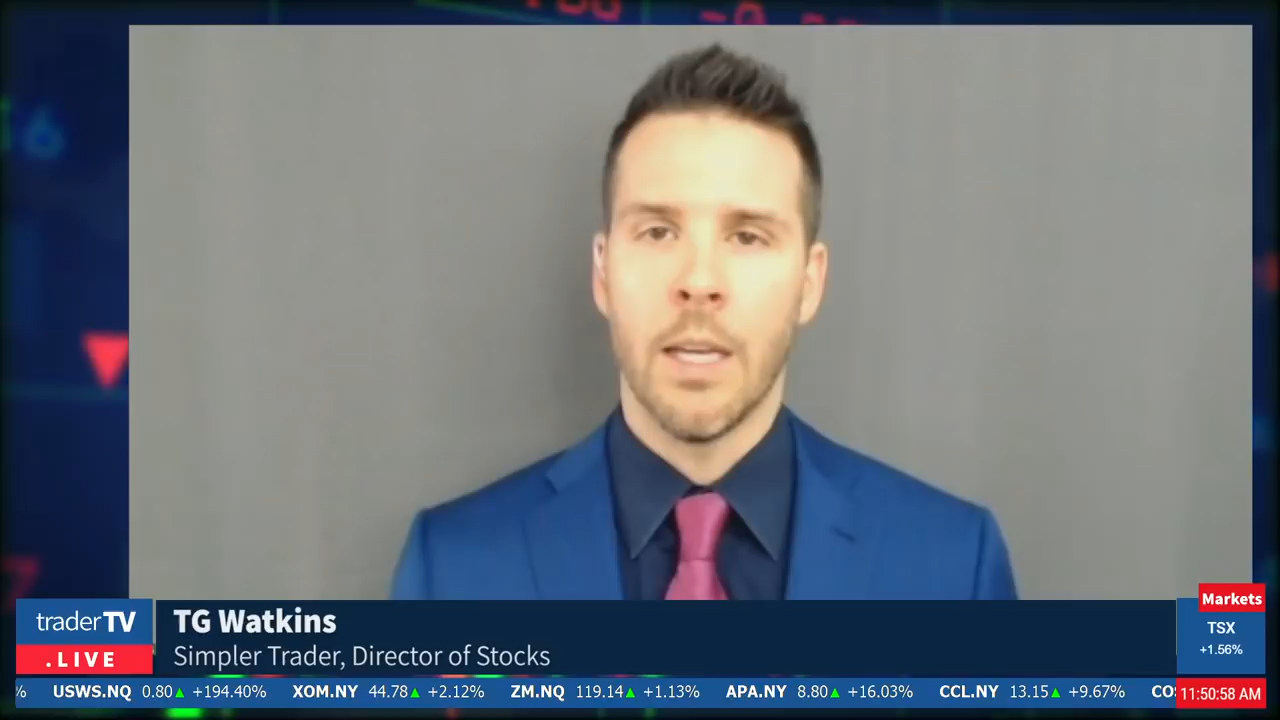 traderTV
.LIVE
TG Watkins
Simpler Trader, Director of Stocks
Markets
TSX
+1.56%
% USWS.NQ 0.80▲ +194.40% XOM.NY 44.78▲ +2.12% ZM.NQ 119.14▲ +1.13% APA.NY 8.80▲ +16.03% CCL.NY 13.15▲ +9.67% CO
11:50:58 AM